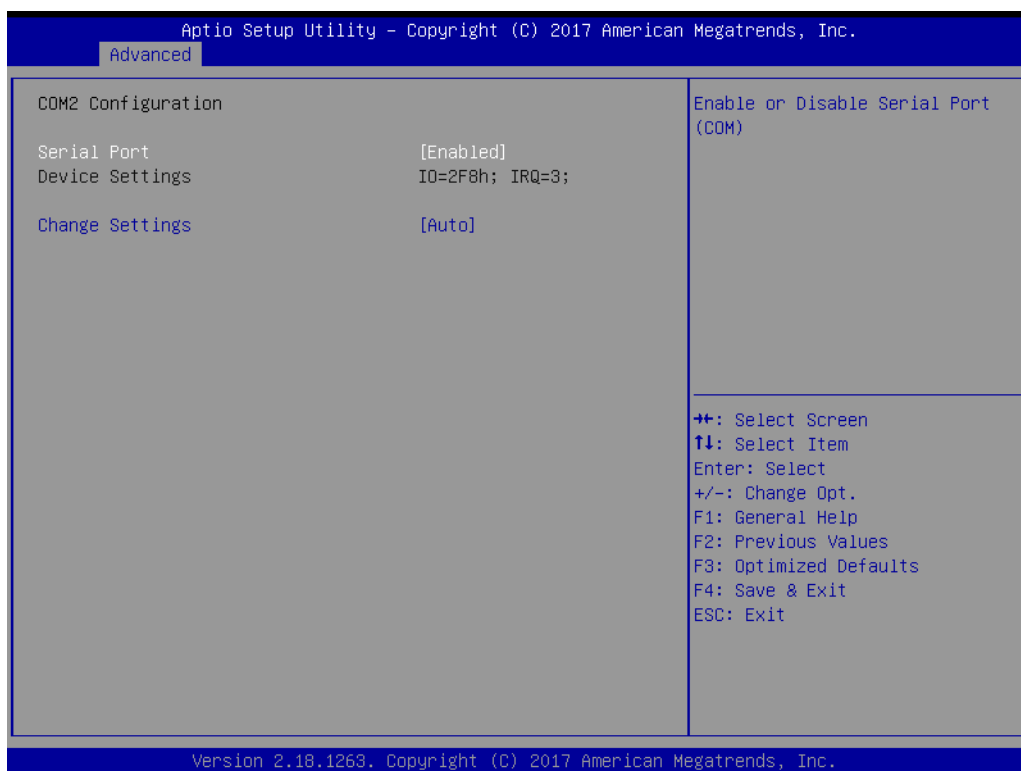 Aptio Setup Utility – Copyright (C) 2017 American Megatrends, Inc.
Advanced
COM2 Configuration
Serial Port [Enabled]
Device Settings IO=2F8h; IRQ=3;
Change Settings [Auto]
Enable or Disable Serial Port
(COM)
→←: Select Screen
↑↓: Select Item
Enter: Select
+/-: Change Opt.
F1: General Help
F2: Previous Values
F3: Optimized Defaults
F4: Save & Exit
ESC: Exit
Version 2.18.1263. Copyright (C) 2017 American Megatrends, Inc.